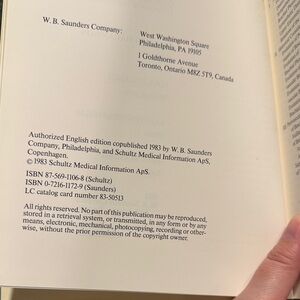 W. B. Saunders Company:
West Washington Square
Philadelphia, PA 19105
1 Goldthorne Avenue
Toronto, Ontario M8Z 5T9, Canada
Authorized English edition copublished 1983 by W. B. Saunders
Company, Philadelphia, and Schultz Medical Information ApS,
Copenhagen.
© 1983 Schultz Medical Information ApS.
ISBN 87-569-1106-8 (Schultz)
ISBN 0-7216-1172-9 (Saunders)
LC catalog card number 83-50513
All rights reserved. No part of this publication may be reproduced,
stored in a retrieval system, or transmitted, in any form or by any
means, electronic, mechanical, photocopying, recording or other-
wise, without the prior permission of the copyright owner.